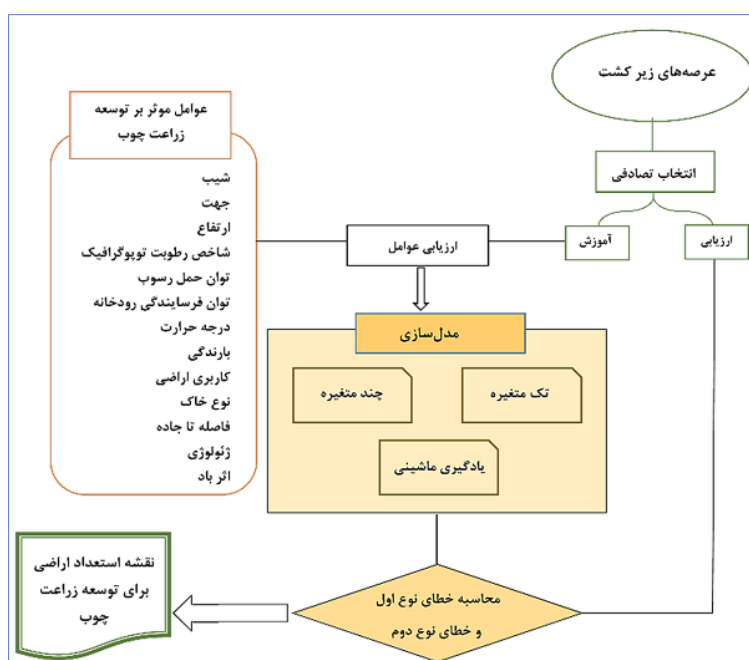 عرصه‌های زیر کشت
انتخاب تصادفی
ارزیابی
آموزش
ارزیابی عوامل
عوامل موثر بر توسعه
زراعت چوب
شیب
جهت
ارتفاع
شاخص رطوبت توپوگرافیک
توان حمل رسوب
توان فرسایندگی رودخانه
درجه حرارت
بارندگی
کاربری اراضی
نوع خاک
فاصله تا جاده
ژئولوژی
اثر باد
مدل‌سازی
تک متغیره
چند متغیره
یادگیری ماشینی
محاسبه خطای نوع اول
و خطای نوع دوم
نقشه استعداد اراضی
برای توسعه زراعت
چوب